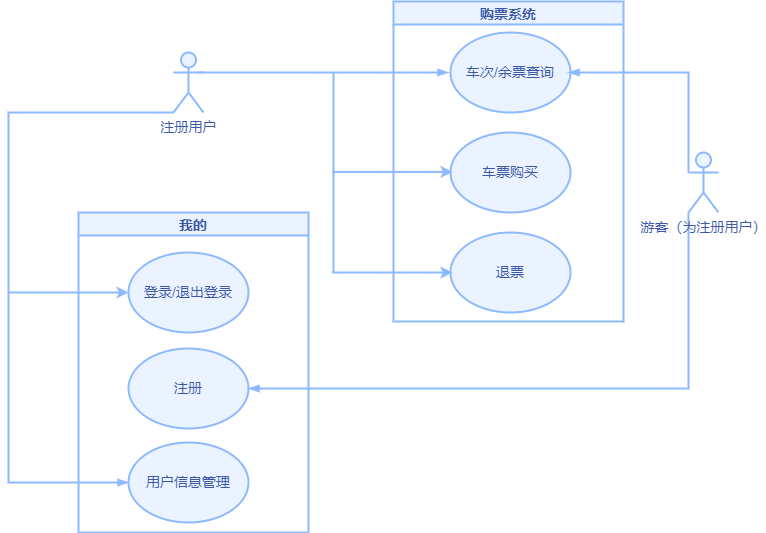 购票系统
车次/余票查询
注册用户
车票购买
游客（为注册用户）
我的
退票
登录/退出登录
注册
用户信息管理